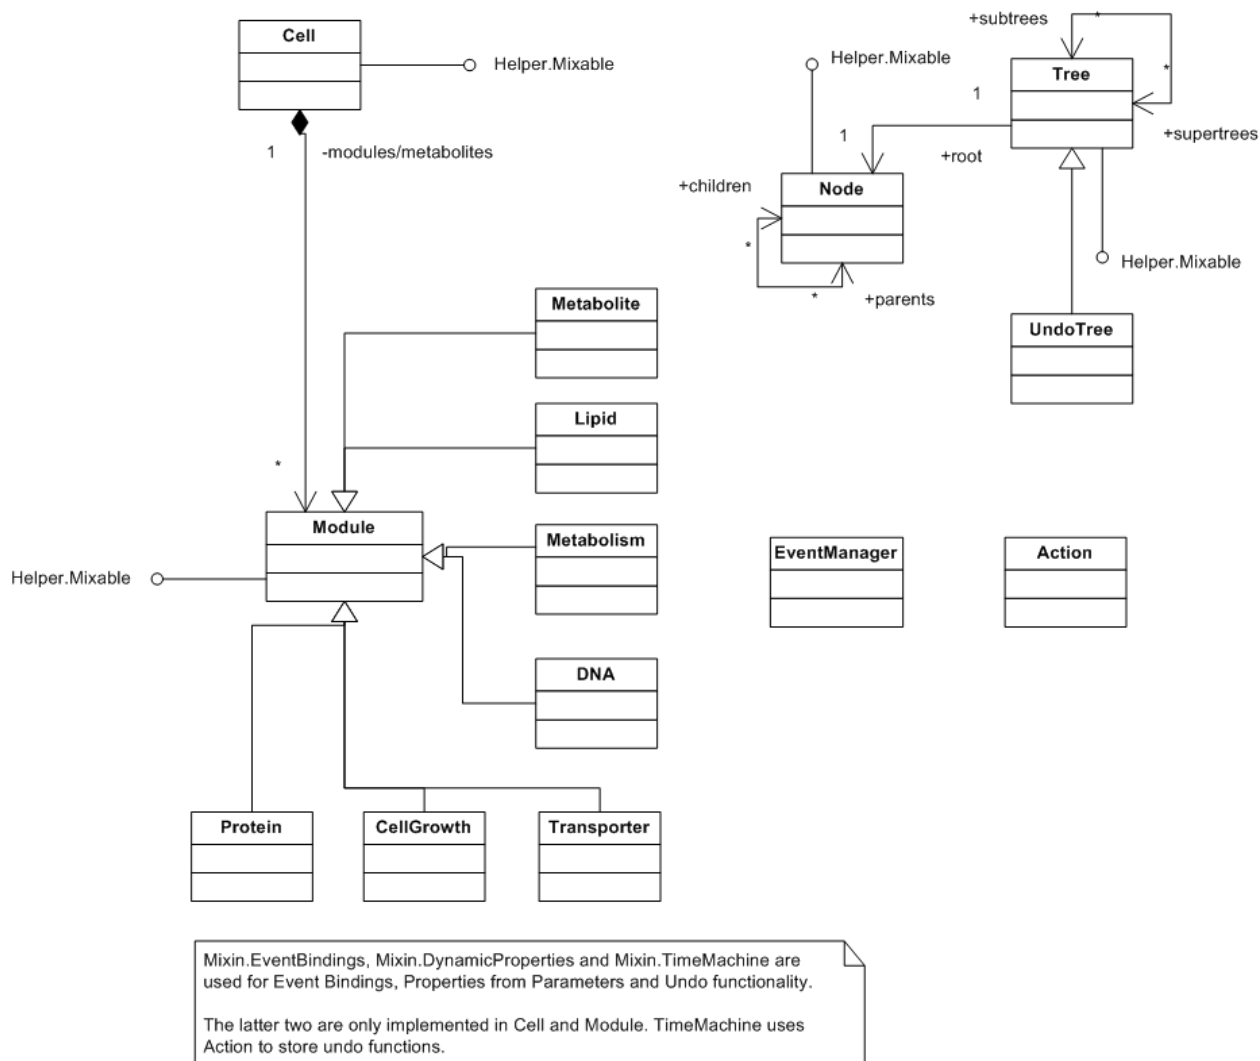 Cell
Helper.Mixable
1
-modules/metabolites
*
+subtrees
*
Tree
*
+supertrees
Helper.Mixable
1
1
+root
Node
+children
*
*
+parents
Helper.Mixable
UndoTree
Metabolite
Lipid
Module
Helper.Mixable
Metabolism
DNA
EventManager
Action
Protein
CellGrowth
Transporter
Mixin.EventBindings, Mixin.DynamicProperties and Mixin.TimeMachine are
used for Event Bindings, Properties from Parameters and Undo functionality.
The latter two are only implemented in Cell and Module. TimeMachine uses
Action to store undo functions.